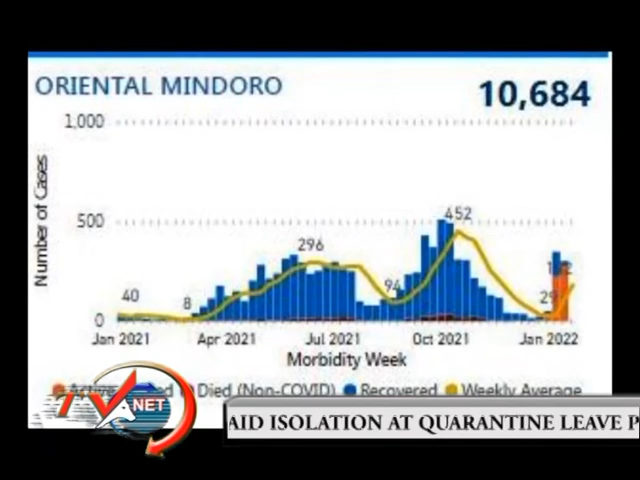 ORIENTAL MINDORO
10,684
1,000
500
0
Number of Cases
40
8
296
94
452
29
Jan 2021
Apr 2021
Jul 2021
Oct 2021
Jan 2022
Morbidity Week
Died (Non-COVID)
Recovered
Weekly Average
TV
NET
AID ISOLATION AT QUARANTINE LEAVE P